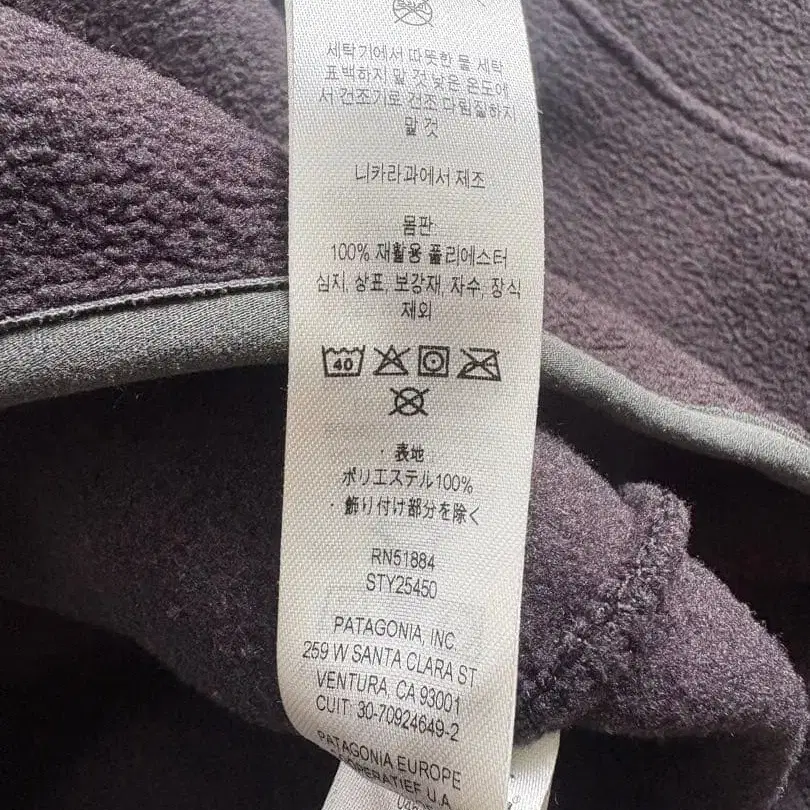 세탁기에서 따뜻한 물 세탁
표백하지 말 것 낮은 온도에
서 건조기로 건조 다림질하지
말 것
니카라과에서 제조
몸판:
100% 재활용 폴리에스터
심지, 상표, 보강재, 자수, 장식
제외
40
・表地
ポリエステル100%
・飾り付け部分を除く
RN51884
STY25450
PATAGONIA, INC
259 W SANTA CLARA ST
VENTURA, CA 93001
CUIT: 30-70924649-2
PATAGONIA EUROPE
U.A.